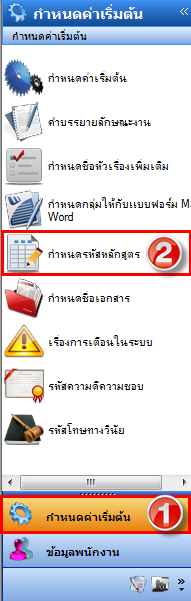 กำหนดค่าเริ่มต้น
กำหนดค่าเริ่มต้น
กำหนดค่าเริ่มต้น
คำบรรยายลักษณะงาน
กำหนดชื่อหัวเรื่องเพิ่มเติม
กำหนดกลุ่มให้กับแบบฟอร์ม M
Word
กำหนดรหัสหลักสูตร 2
กำหนดชื่อเอกสาร
เรื่องการเตือนในระบบ
รหัสความดีความชอบ
รหัสโทษทางวินัย
กำหนดค่าเริ่มต้น 1
ข้อมูลพนักงาน